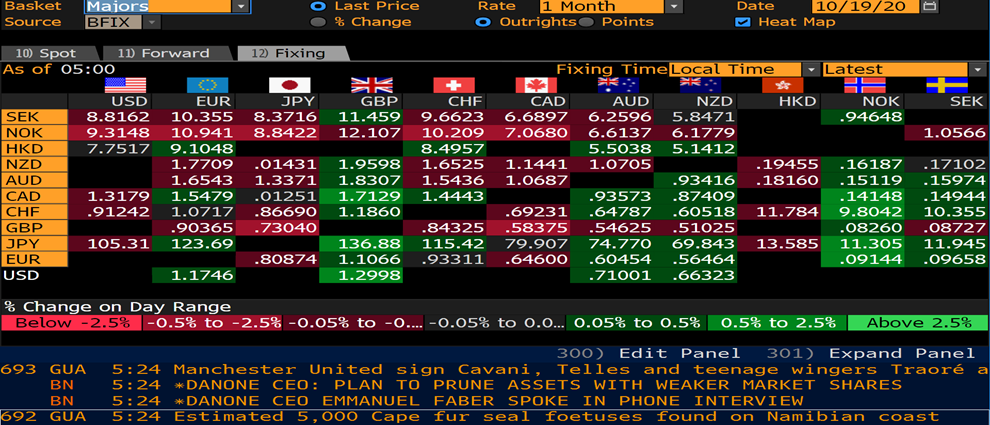 Basket Majors Last Price Rate 1 Month Date 10/19/20
Source BFIX % Change Outrights Points Heat Map
10) Spot 11) Forward 12) Fixing
As of 05:00 Fixing Time Local Time Latest
USD EUR JPY GBP CHF CAD AUD NZD HKD NOK SEK
SEK 8.8162 10.355 8.3716 11.459 9.6623 6.6897 6.2596 5.8471 .94648
NOK 9.3148 10.941 8.8422 12.107 10.209 7.0680 6.6137 6.1779 1.0566
HKD 7.7517 9.1048 8.4957 5.5038 5.1412
NZD 1.7709 .01431 1.9598 1.6525 1.1441 1.0705 .19455 .16187 .17102
AUD 1.6543 1.3371 1.8307 1.5436 1.0687 .93416 .18160 .15119 .15974
CAD 1.3179 1.5479 .01251 1.7129 1.4443 .93573 .87409 .14148 .14944
CHF .91242 1.0717 .86690 1.1860 .69231 .64787 .60518 11.784 9.8042 10.355
GBP .90365 .73040 .84325 .58375 .54625 .51025 .08260 .08727
JPY 105.31 123.69 136.88 115.42 79.907 74.770 69.843 13.585 11.305 11.945
EUR .80874 1.1066 .93311 .64600 .60454 .56464 .09144 .09658
USD 1.1746 1.2998 .71001 .66323
% Change on Day Range
Below -2.5% -0.5% to -2.5% -0.05% to -0.... -0.05% to 0.0... 0.05% to 0.5% 0.5% to 2.5% Above 2.5%
300) Edit Panel 301) Expand Panel
693 GUA 5:24 Manchester United sign Cavani, Telles and teenage wingers Traoré a
BN 5:24 *DANONE CEO: PLAN TO PRUNE ASSETS WITH WEAKER MARKET SHARES
BN 5:24 *DANONE CEO EMMANUEL FABER SPOKE IN PHONE INTERVIEW
692 GUA 5:24 Estimated 5,000 Cape fur seal foetuses found on Namibian coast